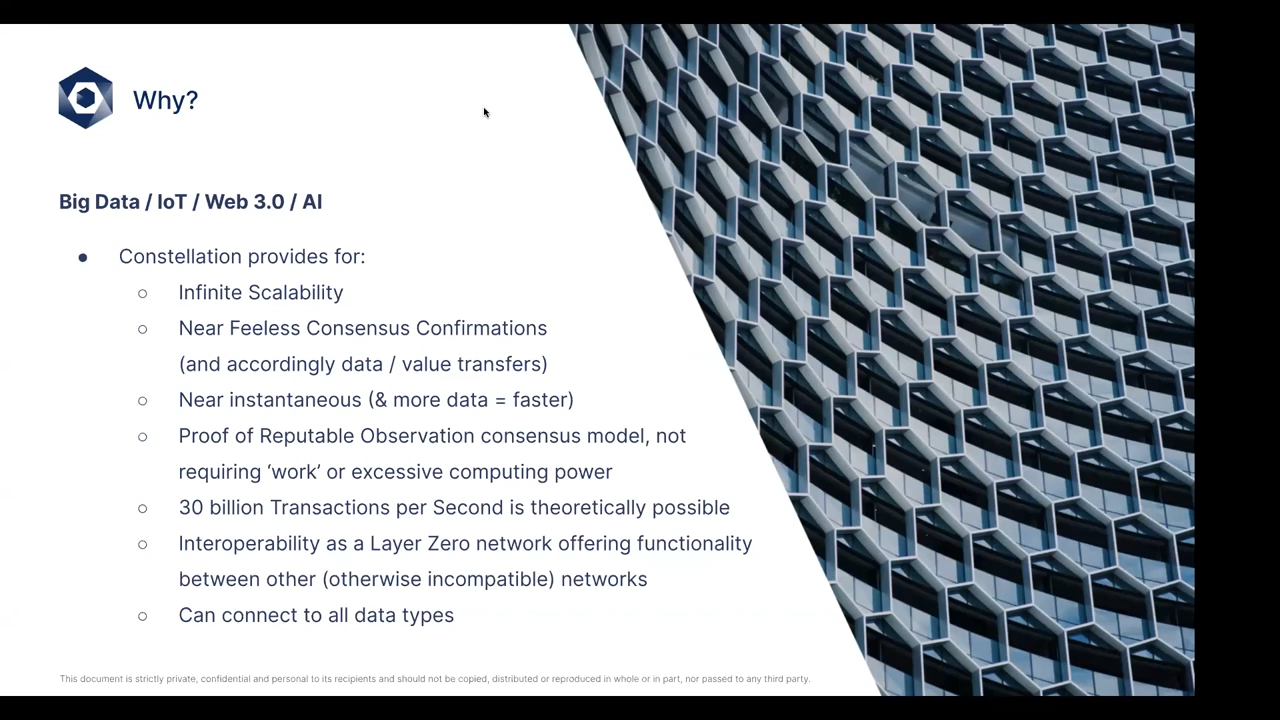 Why?
Big Data / IoT / Web 3.0 / AI
● Constellation provides for:
○ Infinite Scalability
○ Near Feeless Consensus Confirmations
(and accordingly data / value transfers)
○ Near instantaneous (& more data = faster)
○ Proof of Reputable Observation consensus model, not
requiring ‘work’ or excessive computing power
○ 30 billion Transactions per Second is theoretically possible
○ Interoperability as a Layer Zero network offering functionality
between other (otherwise incompatible) networks
○ Can connect to all data types
This document is strictly private, confidential and personal to its recipients and should not be copied, distributed or reproduced in whole or in part, nor passed to any third party.